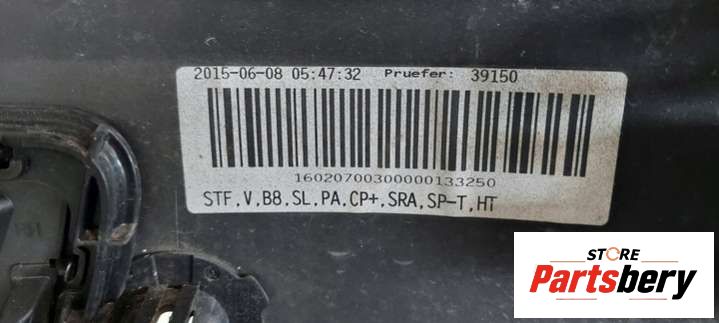 2015-06-08 05:47:32 Pruefer: 39150
16020700300000133250
STF.V.B8.SL.PA.CP+.SRA.SP-T.HT
STORE
Partsbery